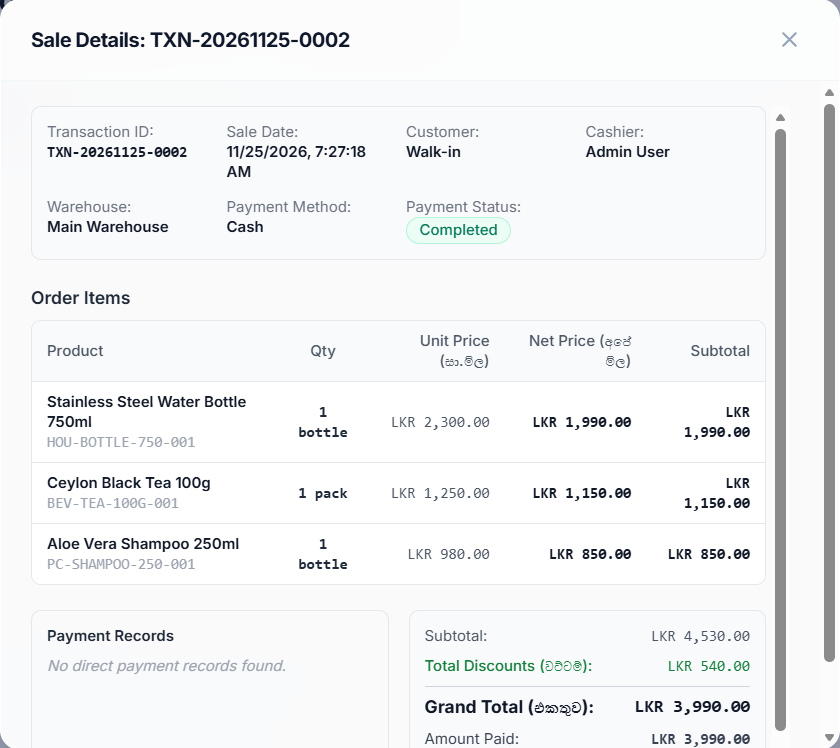 Sale Details: TXN-20261125-0002
Transaction ID:
TXN-20261125-0002
Sale Date:
11/25/2026, 7:27:18
AM
Customer:
Walk-in
Cashier:
Admin User
Warehouse:
Main Warehouse
Payment Method:
Cash
Payment Status:
Completed
Order Items
Product
Qty
Unit Price
(සා.මිල)
Net Price (අපේ
මිල)
Subtotal
Stainless Steel Water Bottle
750ml
HOU-BOTTLE-750-001
1
bottle
LKR 2,300.00
LKR 1,990.00
LKR
1,990.00
Ceylon Black Tea 100g
BEV-TEA-100G-001
1 pack
LKR 1,250.00
LKR 1,150.00
LKR
1,150.00
Aloe Vera Shampoo 250ml
PC-SHAMPOO-250-001
1
bottle
LKR 980.00
LKR 850.00
LKR 850.00
Payment Records
No direct payment records found.
Subtotal: LKR 4,530.00
Total Discounts (වට්ටම්): LKR 540.00
Grand Total (එකතුව): LKR 3,990.00
Amount Paid: LKR 3,990.00